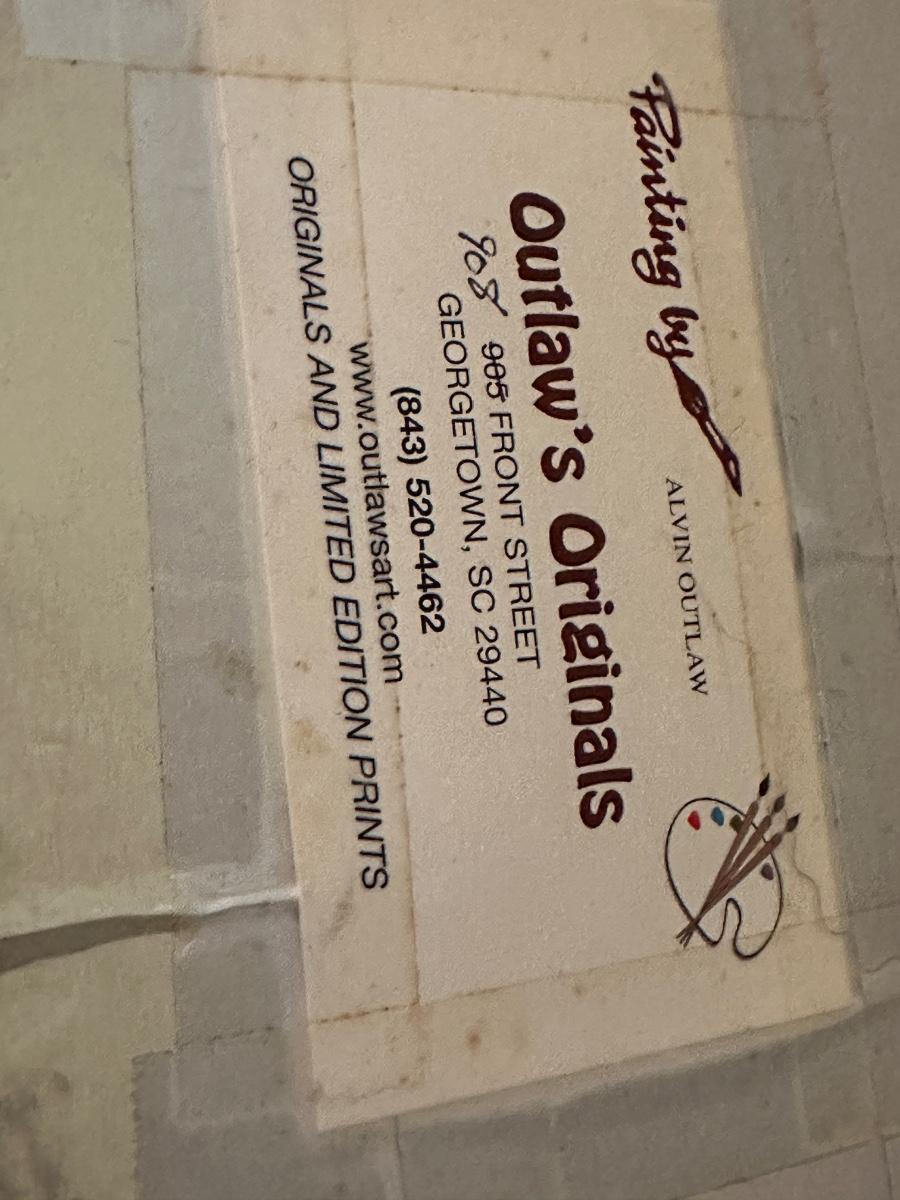 Painting by
ALVIN OUTLAW
Outlaw's Originals
908 905 FRONT STREET
GEORGETOWN, SC 29440
(843) 520-4462
www.outlawsart.com
ORIGINALS AND LIMITED EDITION PRINTS